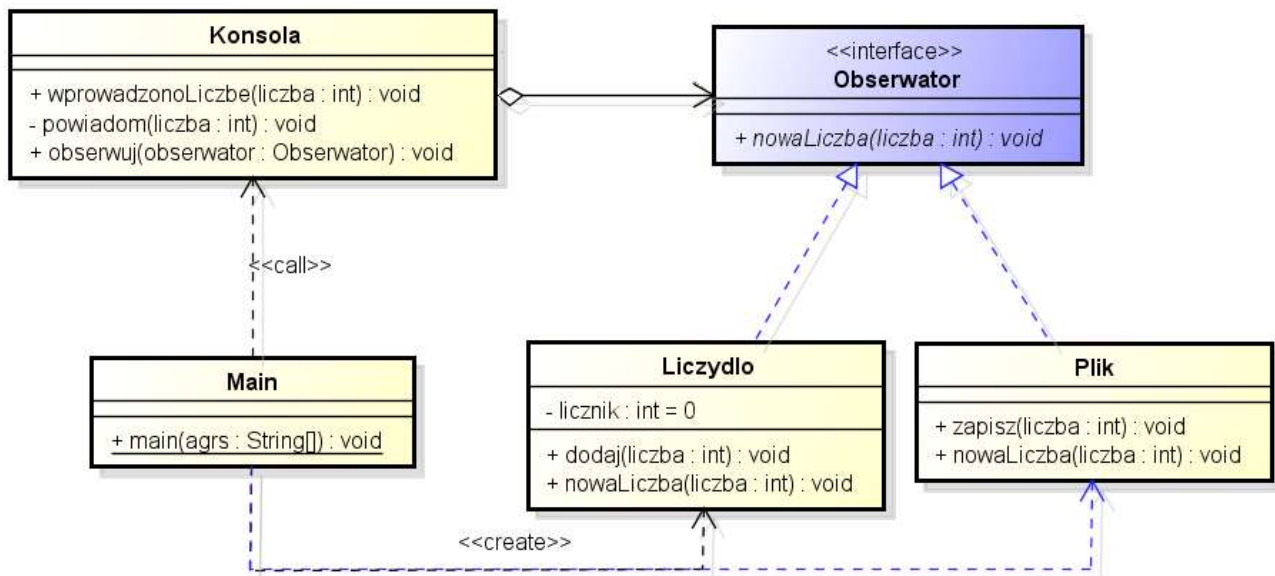 Konsola
+ wprowadzonoLiczbe(liczba : int) : void
- powiadom(liczba : int) : void
+ obserwuj(obserwator : Obserwator) : void
<<interface>>
Obserwator
+ nowaLiczba(liczba : int) : void
<<call>>
Main
+ main(agrs : String[]) : void
Liczydlo
- licznik : int = 0
+ dodaj(liczba : int) : void
+ nowaLiczba(liczba : int) : void
Plik
+ zapisz(liczba : int) : void
+ nowaLiczba(liczba : int) : void
<<create>>